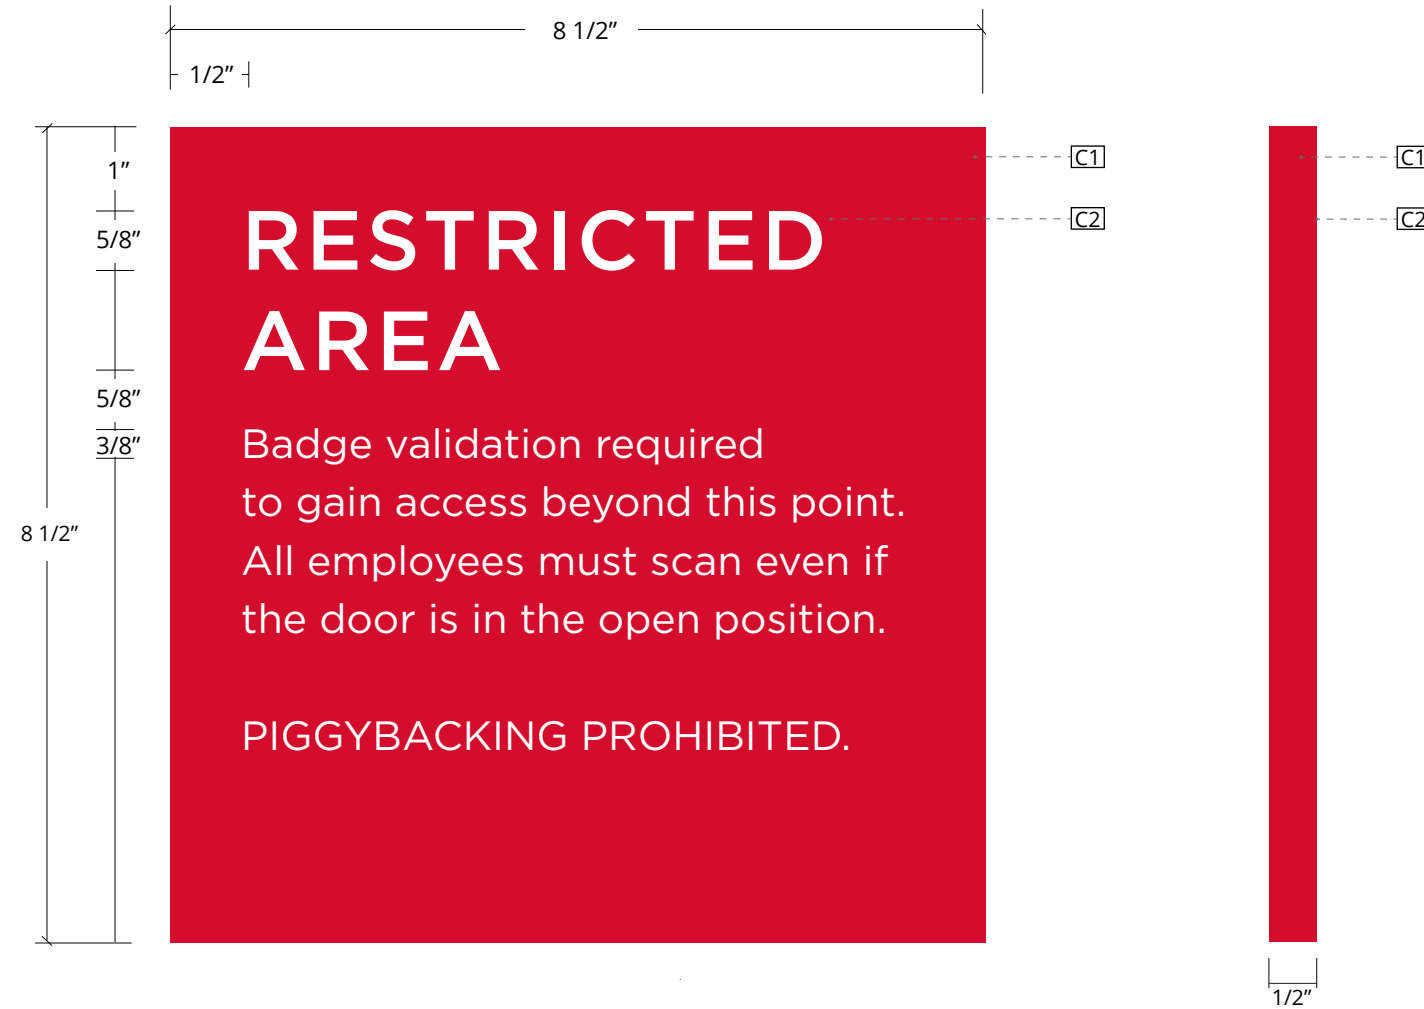 8 1/2”
1/2”
1”
5/8”
5/8”
3/8”
8 1/2”
RESTRICTED
AREA
Badge validation required
to gain access beyond this point.
All employees must scan even if
the door is in the open position.
PIGGYBACKING PROHIBITED.
C1
C2
C1
C2
1/2”